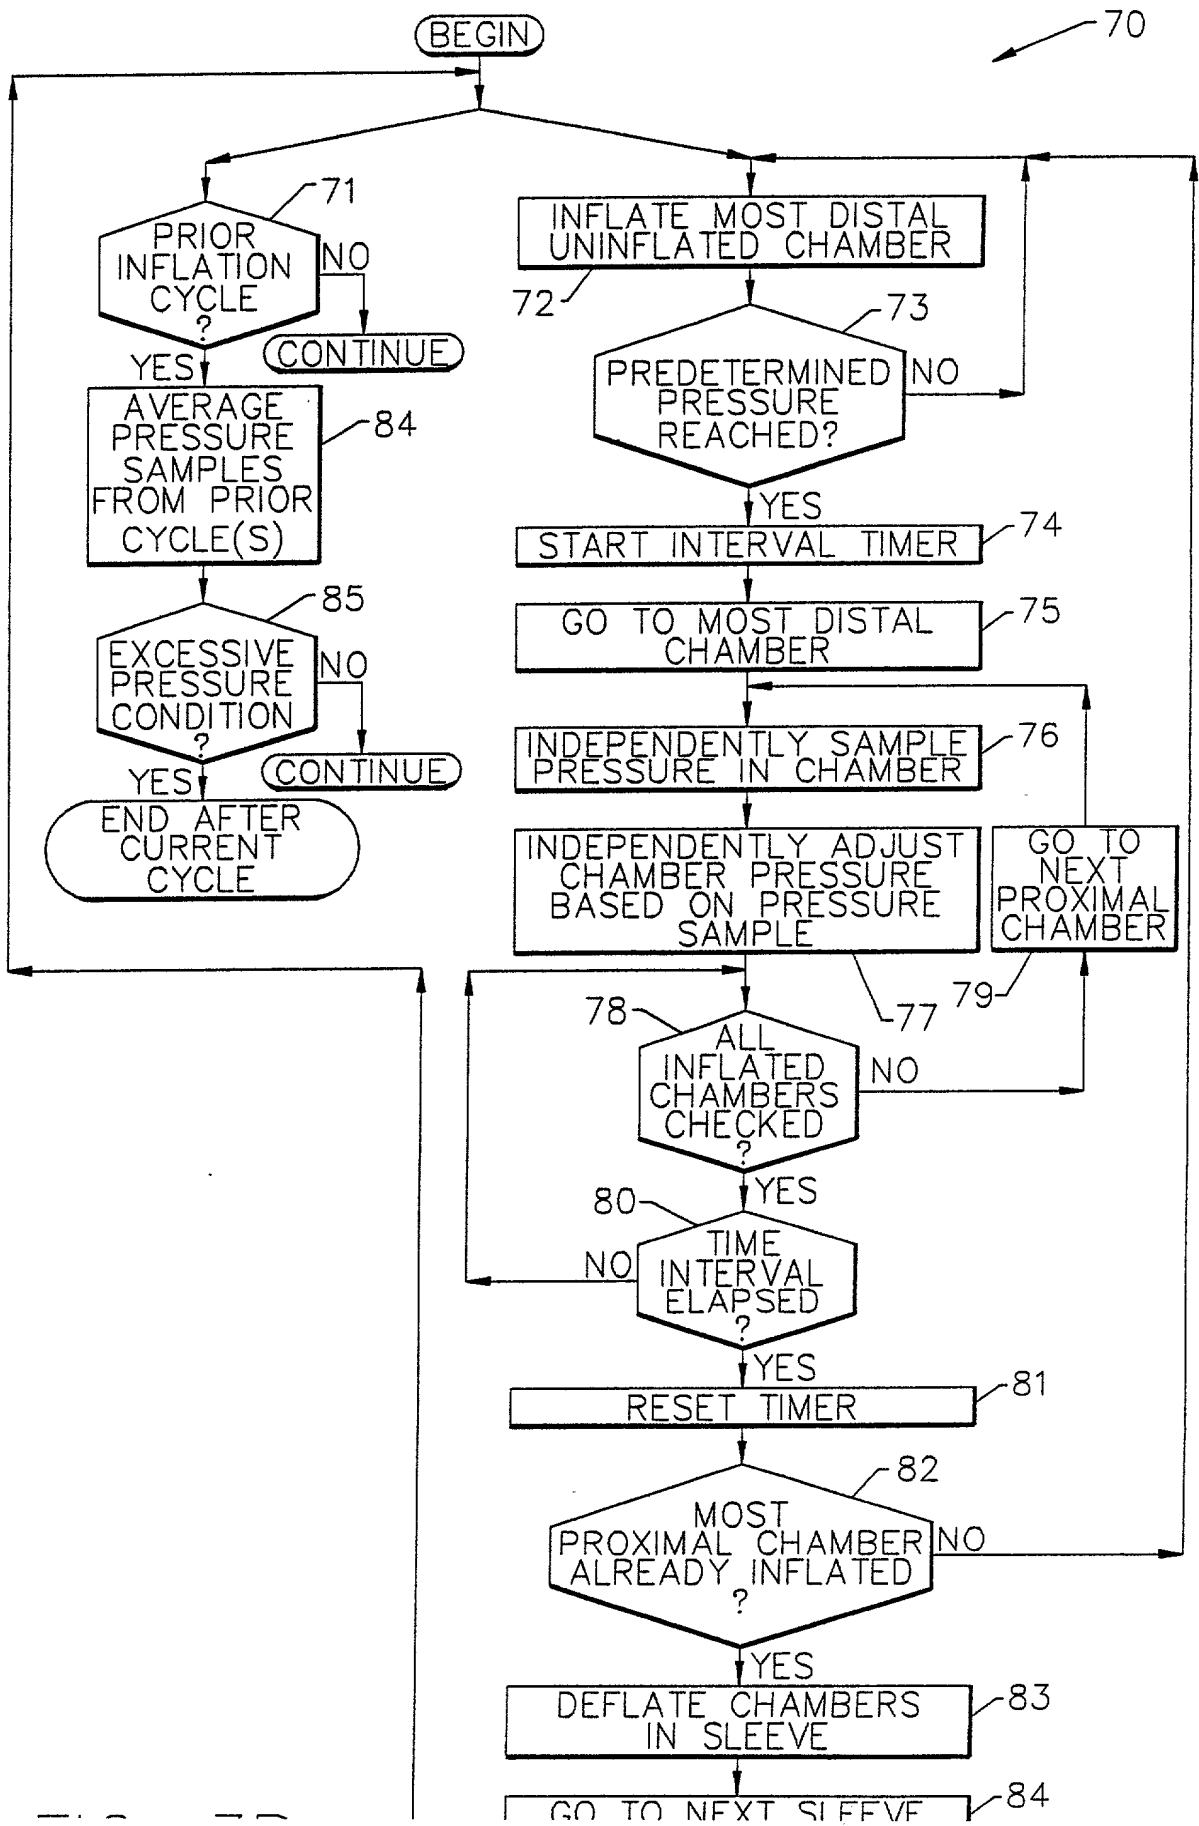 BEGIN
70
71
PRIOR
INFLATION
CYCLE
?
NO
CONTINUE
YES
AVERAGE
PRESSURE
SAMPLES
FROM PRIOR
CYCLE(S)
84
85
EXCESSIVE
PRESSURE
CONDITION
?
NO
CONTINUE
YES
END AFTER
CURRENT
CYCLE
INFLATE MOST DISTAL
UNINFLATED CHAMBER
72
73
PREDETERMINED
PRESSURE
REACHED?
NO
YES
START INTERVAL TIMER
74
GO TO MOST DISTAL
CHAMBER
75
INDEPENDENTLY SAMPLE
PRESSURE IN CHAMBER
76
INDEPENDENTLY ADJUST
CHAMBER PRESSURE
BASED ON PRESSURE
SAMPLE
77
GO TO
NEXT
PROXIMAL
CHAMBER
79
78
ALL
INFLATED
CHAMBERS
CHECKED
?
NO
YES
80
TIME
INTERVAL
ELAPSED
?
NO
YES
RESET TIMER
81
82
MOST
PROXIMAL CHAMBER
ALREADY INFLATED
?
NO
YES
DEFLATE CHAMBERS
IN SLEEVE
83
GO TO NEXT SLEEVE
84